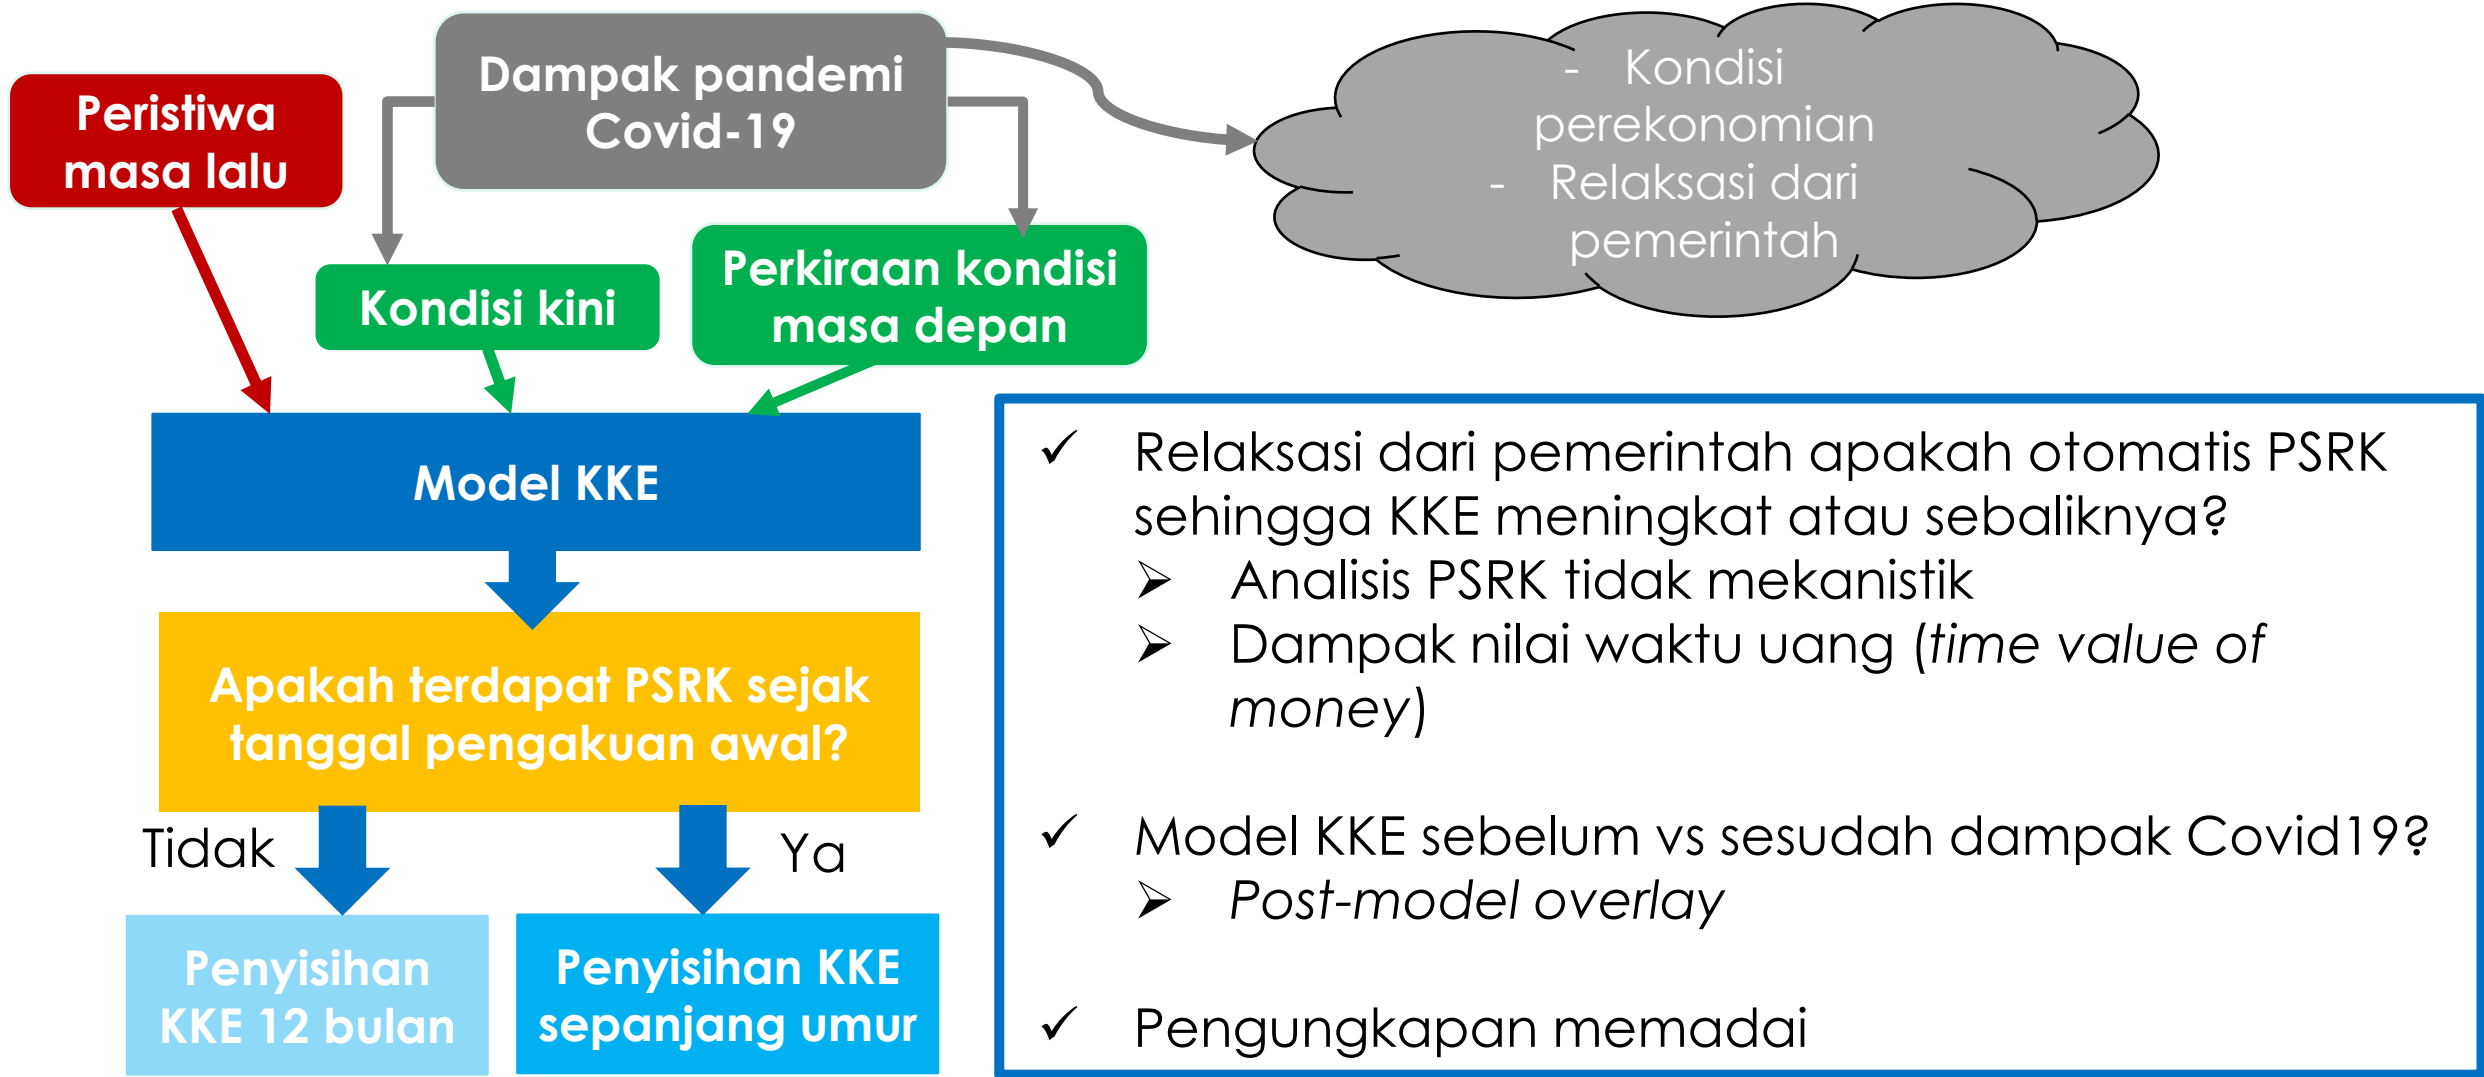 Dampak pandemi
Covid-19
Peristiwa
masa lalu
- Kondisi
perekonomian
- Relaksasi dari
pemerintah
Kondisi kini
Perkiraan kondisi
masa depan
Model KKE
Apakah terdapat PSRK sejak
tanggal pengakuan awal?
Tidak
Ya
Penyisihan
KKE 12 bulan
Penyisihan KKE
sepanjang umur
✓ Relaksasi dari pemerintah apakah otomatis PSRK
sehingga KKE meningkat atau sebaliknya?
➢ Analisis PSRK tidak mekanistik
➢ Dampak nilai waktu uang (time value of
money)
✓ Model KKE sebelum vs sesudah dampak Covid19?
➢ Post-model overlay
✓ Pengungkapan memadai